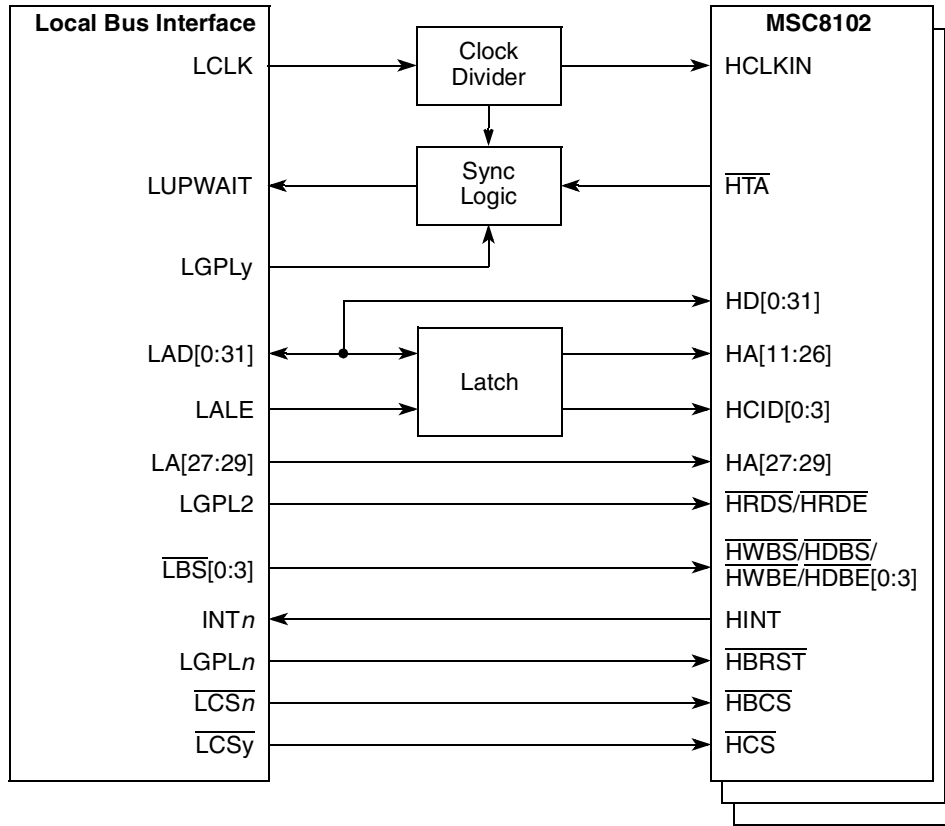 Local Bus Interface
MSC8102
LCLK
Clock
Divider
HCLKIN
LUPWAIT
Sync
Logic
HTA
LGPLy
HD[0:31]
LAD[0:31]
Latch
HA[11:26]
LALE
HCID[0:3]
LA[27:29]
HA[27:29]
LGPL2
HRDS/HRDE
LBS[0:3]
HWBS/HDBS/
HWBE/HDBE[0:3]
INTn
HINT
LGPLn
HBRST
LCSn
HBCS
LCSy
HCS